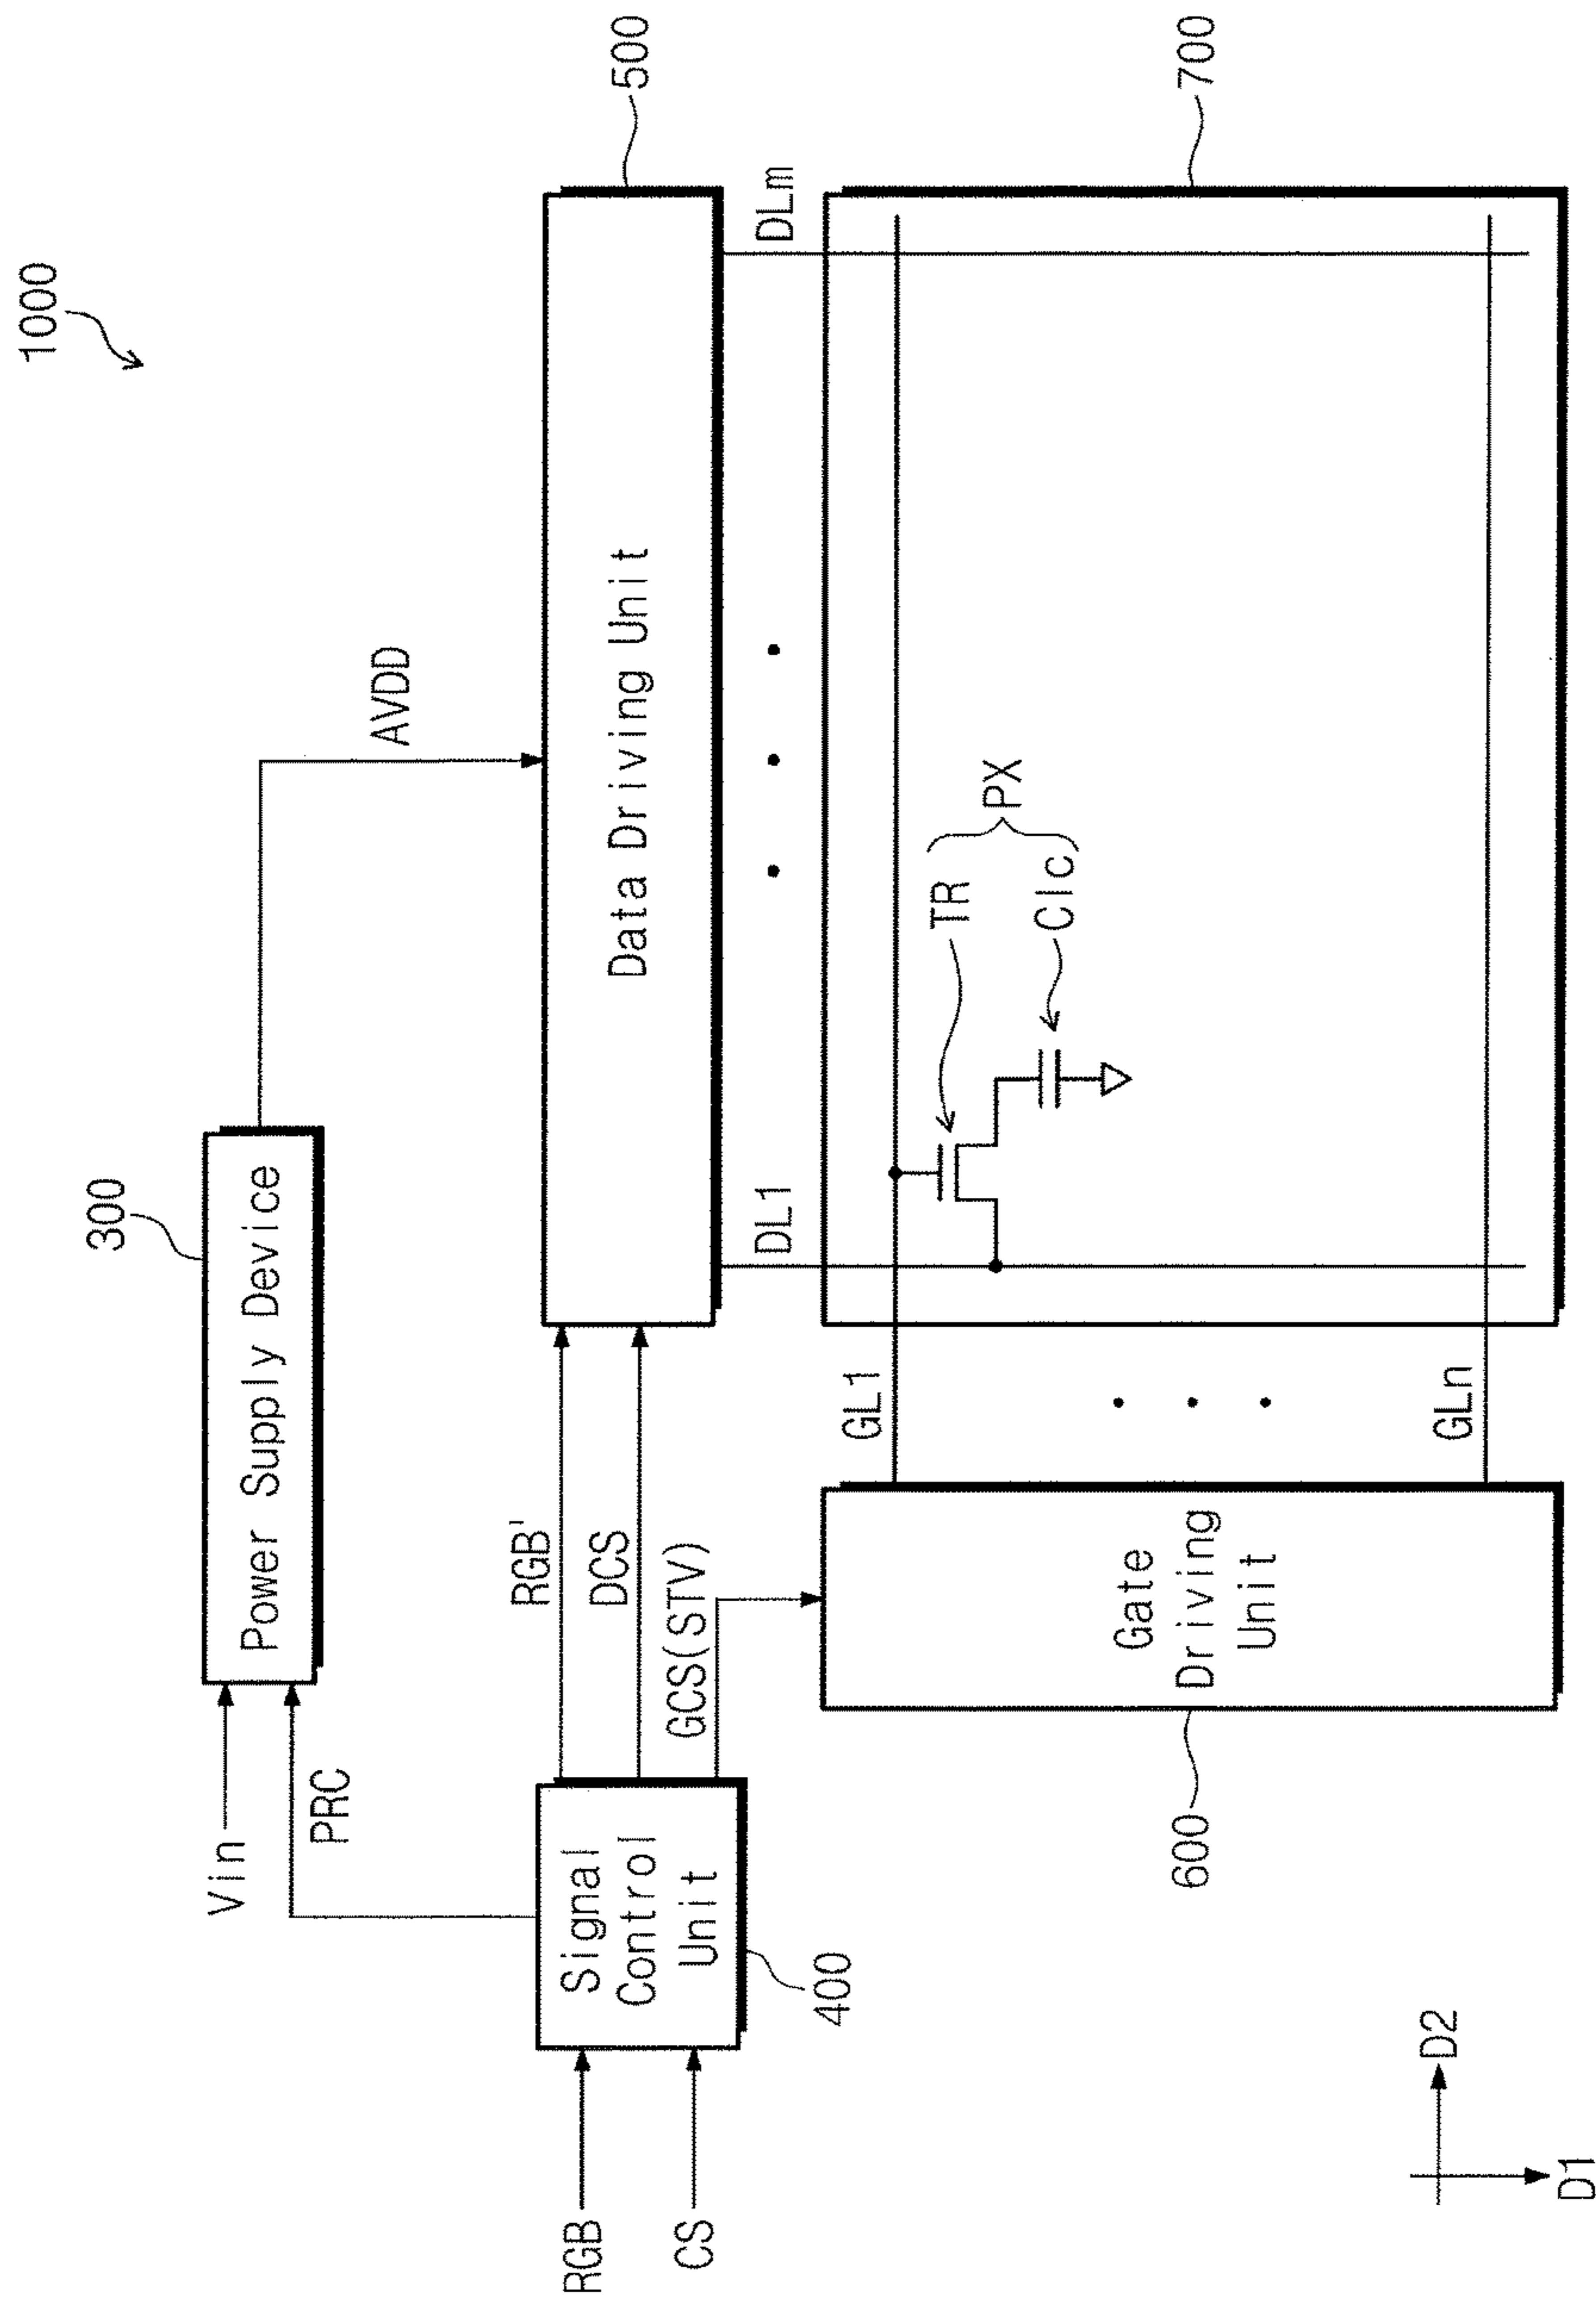 1000
300
Power Supply Device
Vin
PRC
AVDD
500
Data Driving Unit
RGB'
DCS
GCS(STV)
RGB
CS
Signal
Control
Unit
400
DL1
DLm
700
GL1
GLn
TR
Clc
PX
Gate
Driving
Unit
600
D2
D1